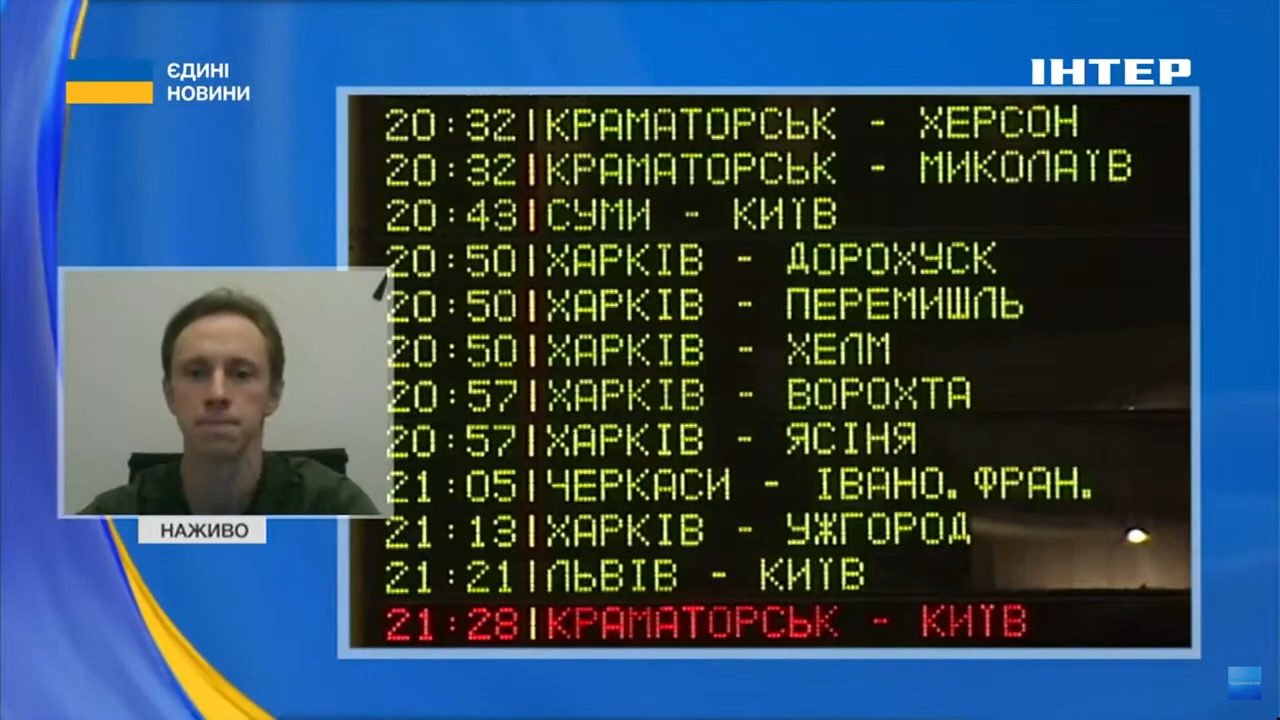 ЄДИНІ
НОВИНИ
ІНТЕР
20:32 КРАМАТОРСЬК - ХЕРСОН
20:32 КРАМАТОРСЬК - МИКОЛАЇВ
20:43 СУМИ - КИЇВ
20:50 ХАРКІВ - ДОРОХУСК
20:50 ХАРКІВ - ПЕРЕМИШЛЬ
20:50 ХАРКІВ - ХЕЛМ
20:57 ХАРКІВ - ВОРОХТА
20:57 ХАРКІВ - ЯСІНЯ
21:05 ЧЕРКАСИ - ІВАНО.ФРАН.
21:13 ХАРКІВ - УЖГОРОД
21:21 ЛЬВІВ - КИЇВ
21:28 КРАМАТОРСЬК - КИЇВ
НАЖИВО